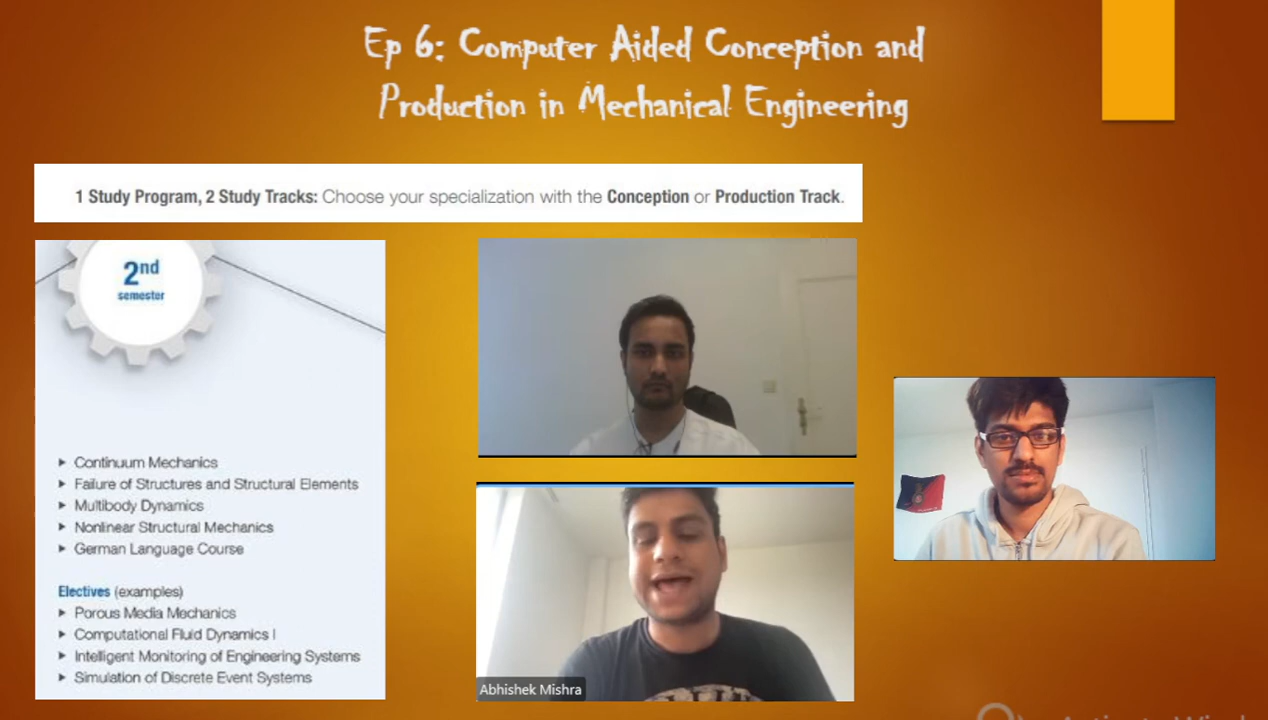 Ep 6: Computer Aided Conception and
Production in Mechanical Engineering
1 Study Program, 2 Study Tracks: Choose your specialization with the Conception or Production Track.
2nd
semester
Continuum Mechanics
Failure of Structures and Structural Elements
Multibody Dynamics
Nonlinear Structural Mechanics
German Language Course
Electives (examples)
Porous Media Mechanics
Computational Fluid Dynamics I
Intelligent Monitoring of Engineering Systems
Simulation of Discrete Event Systems
Abhishek Mishra